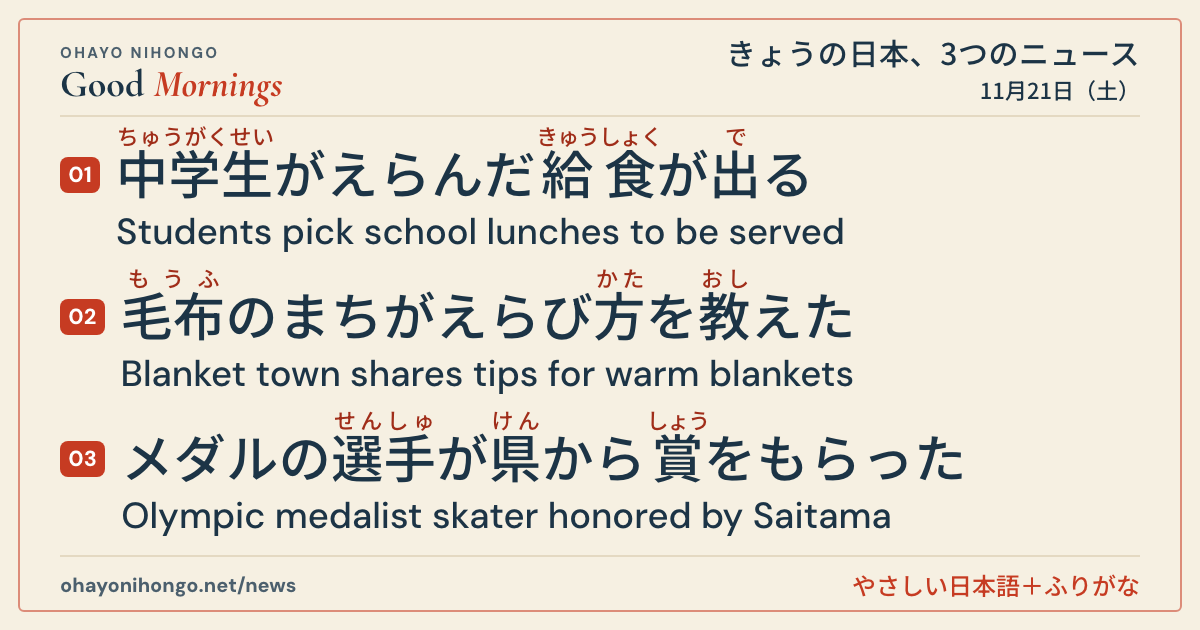 OHAYO NIHONGO
Good Mornings
きょうの日本、3つのニュース
11月21日（土）
ちゅうがくせい きゅうしょく で
01 中学生がえらんだ給食が出る
Students pick school lunches to be served
もうふ かた おし
02 毛布のまちがえらび方を教えた
Blanket town shares tips for warm blankets
せんしゅ けん しょう
03 メダルの選手が県から賞をもらった
Olympic medalist skater honored by Saitama
ohayonihongo.net/news
やさしい日本語＋ふりがな